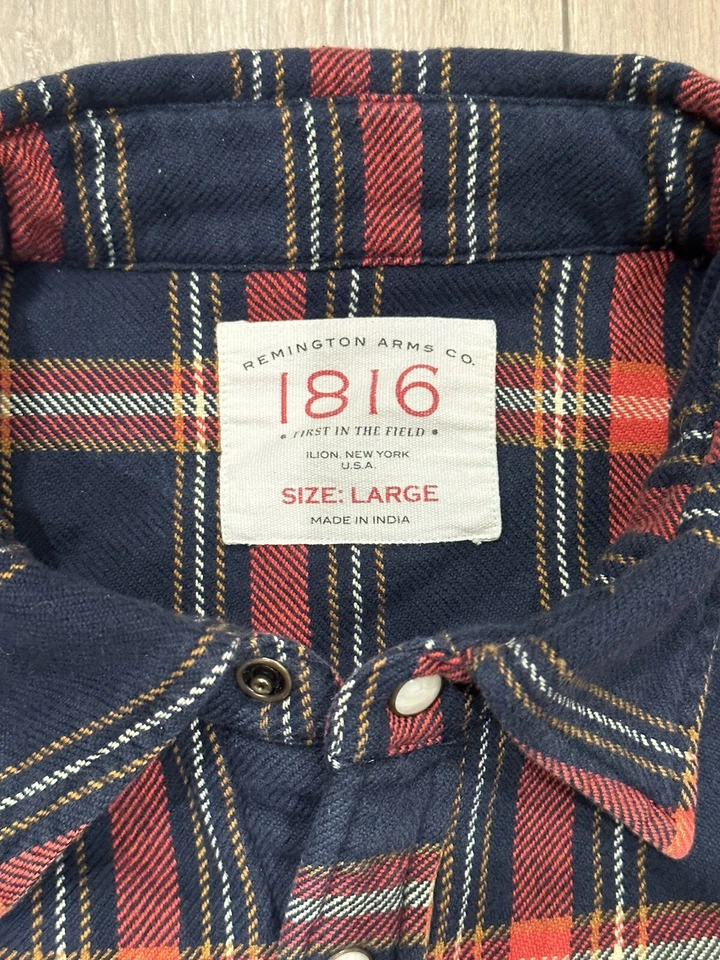 REMINGTON ARMS CO.
1816
• FIRST IN THE FIELD •
ILION, NEW YORK
U.S.A.
SIZE: LARGE
MADE IN INDIA